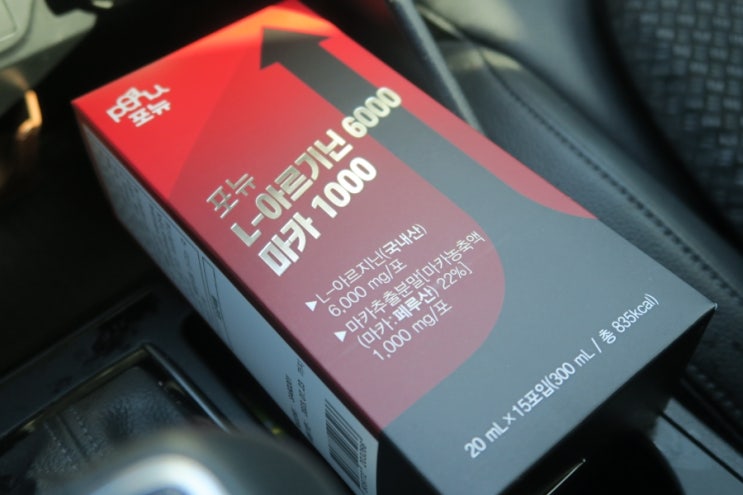 포뉴
포뉴
L-아르기닌 6000
마카 1000
▶L-아르지닌(국내산)
6,000 mg/포
▶마카추출분말[마카농축액
(마카:페루산) 22%]
1,000 mg/포
20 mL×15포입(300 mL / 총 835kcal)